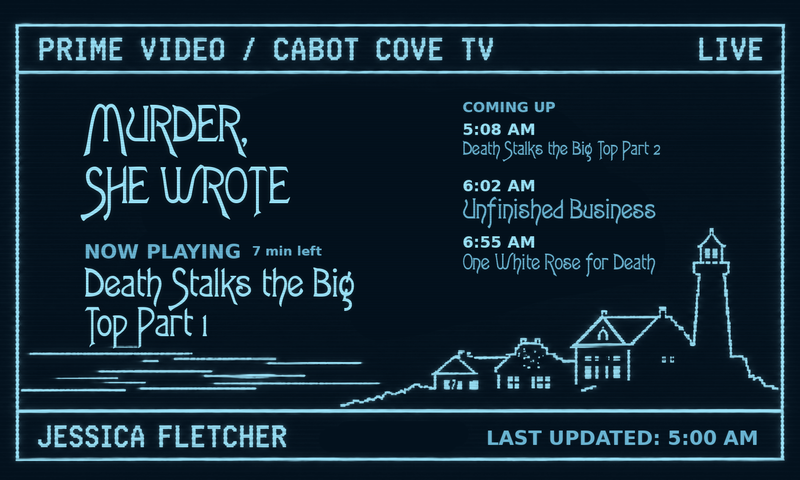 PRIME VIDEO / CABOT COVE TV
LIVE
MURDER,
SHE WROTE
NOW PLAYING 7 min left
Death Stalks the Big
Top Part 1
COMING UP
5:08 AM
Death Stalks the Big Top Part 2
6:02 AM
Unfinished Business
6:55 AM
One White Rose for Death
JESSICA FLETCHER
LAST UPDATED: 5:00 AM